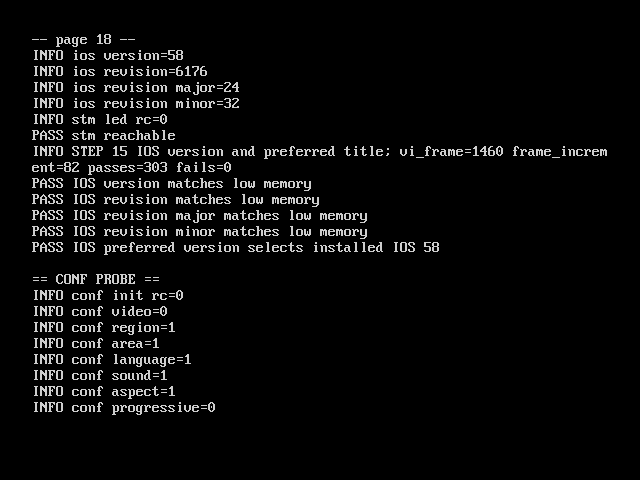 -- page 18 --
INFO ios version=58
INFO ios revision=6176
INFO ios revision major=24
INFO ios revision minor=32
INFO stm led rc=0
PASS stm reachable
INFO STEP 15 IOS version and preferred title; vi_frame=1460 frame_increm
ent=82 passes=303 fails=0
PASS IOS version matches low memory
PASS IOS revision matches low memory
PASS IOS revision major matches low memory
PASS IOS revision minor matches low memory
PASS IOS preferred version selects installed IOS 58
== CONF PROBE ==
INFO conf init rc=0
INFO conf video=0
INFO conf region=1
INFO conf area=1
INFO conf language=1
INFO conf sound=1
INFO conf aspect=1
INFO conf progressive=0